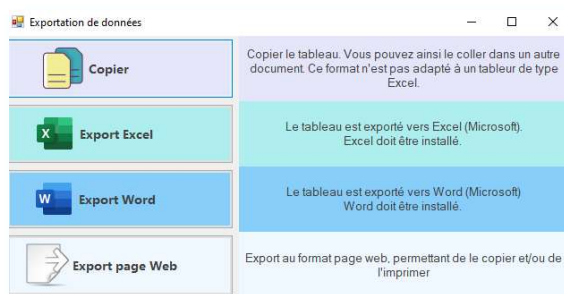 Exportation de données
Copier
Copier le tableau. Vous pouvez ainsi le coller dans un autre
document. Ce format n'est pas adapté à un tableur de type
Excel.
Export Excel
Le tableau est exporté vers Excel (Microsoft).
Excel doit être installé.
Export Word
Le tableau est exporté vers Word (Microsoft)
Word doit être installé.
Export page Web
Export au format page web, permettant de le copier et/ou de
l'imprimer